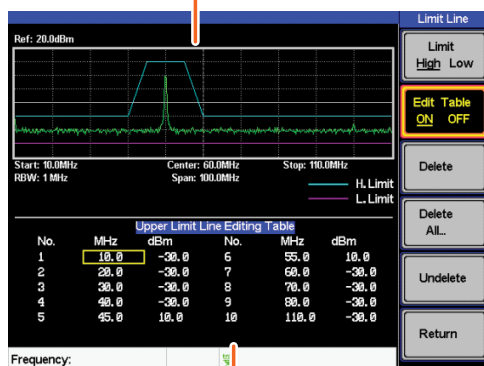 Limit Line
Ref: 20.0dBm
Limit
High Low
Edit Table
ON OFF
Start: 10.0MHz Center: 60.0MHz Stop: 110.0MHz
RBW: 1 MHz Span: 100.0MHz
H. Limit
L. Limit
Delete
Delete
All...
Upper Limit Line Editing Table
No. MHz dBm No. MHz dBm
1 10.0 -30.0 6 55.0 10.0
2 20.0 -30.0 7 60.0 -30.0
3 30.0 -30.0 8 70.0 -30.0
4 40.0 -30.0 9 80.0 -30.0
5 45.0 10.0 10 110.0 -30.0
Undelete
Return
Frequency: